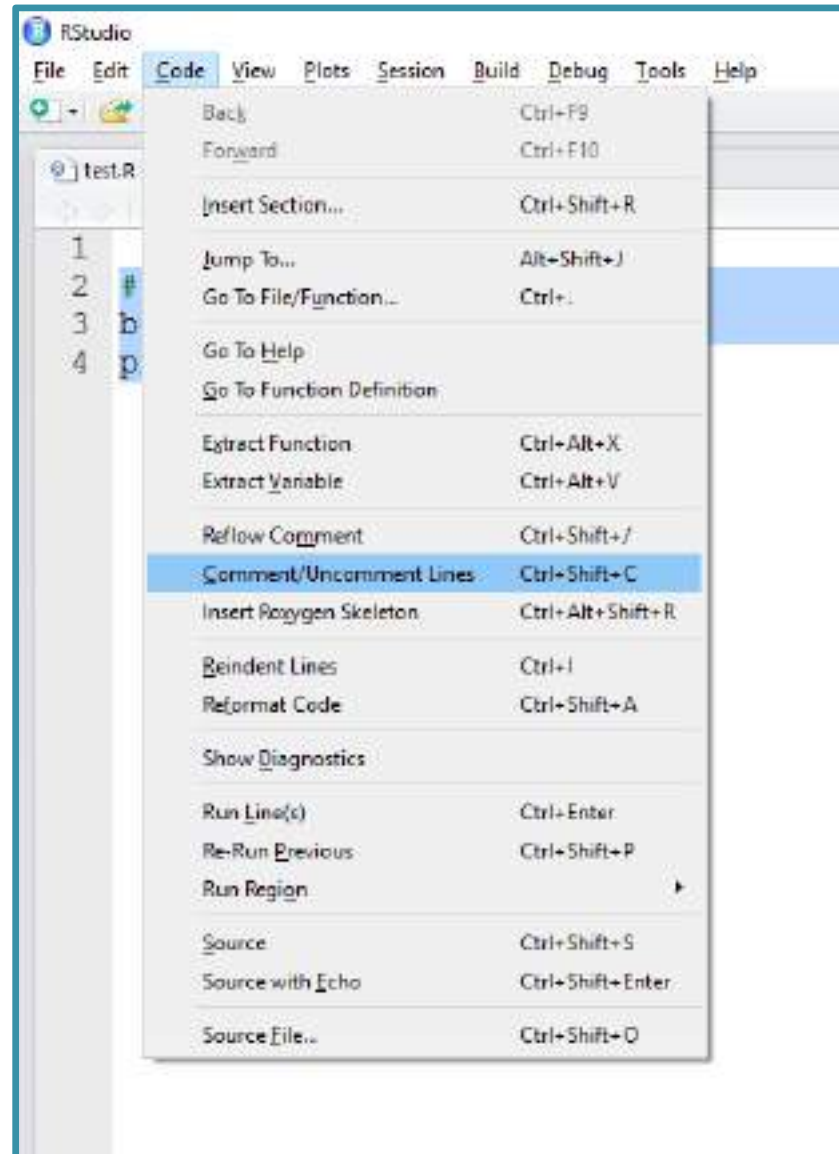 RStudio
File Edit Code View Plots Session Build Debug Tools Help
Back Ctrl+F9
Forward Ctrl+F10
test.R
Insert Section... Ctrl+Shift+R
1
Jump To... Alt+Shift+J
2 #
Go To File/Function... Ctrl+.
3 b
Go To Help
4 p
Go To Function Definition
Extract Function Ctrl+Alt+X
Extract Variable Ctrl+Alt+V
Reflow Comment Ctrl+Shift+/
Comment/Uncomment Lines Ctrl+Shift+C
Insert Roxygen Skeleton Ctrl+Alt+Shift+R
Reindent Lines Ctrl+I
Reformat Code Ctrl+Shift+A
Show Diagnostics
Run Line(s) Ctrl+Enter
Re-Run Previous Ctrl+Shift+P
Run Region
Source Ctrl+Shift+S
Source with Echo Ctrl+Shift+Enter
Source File... Ctrl+Shift+O